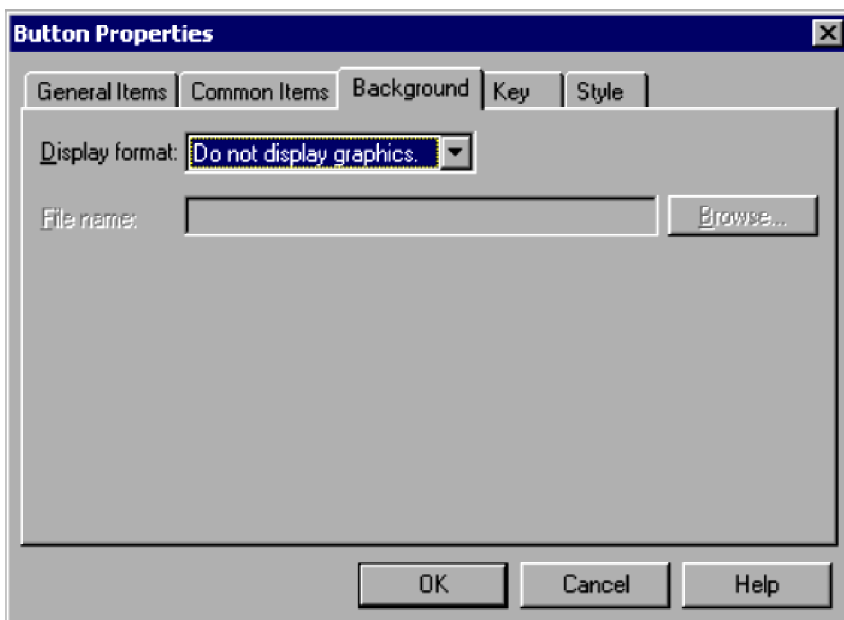 Button Properties
General Items Common Items Background Key Style
Display format: Do not display graphics.
File name: Browse...
OK Cancel Help